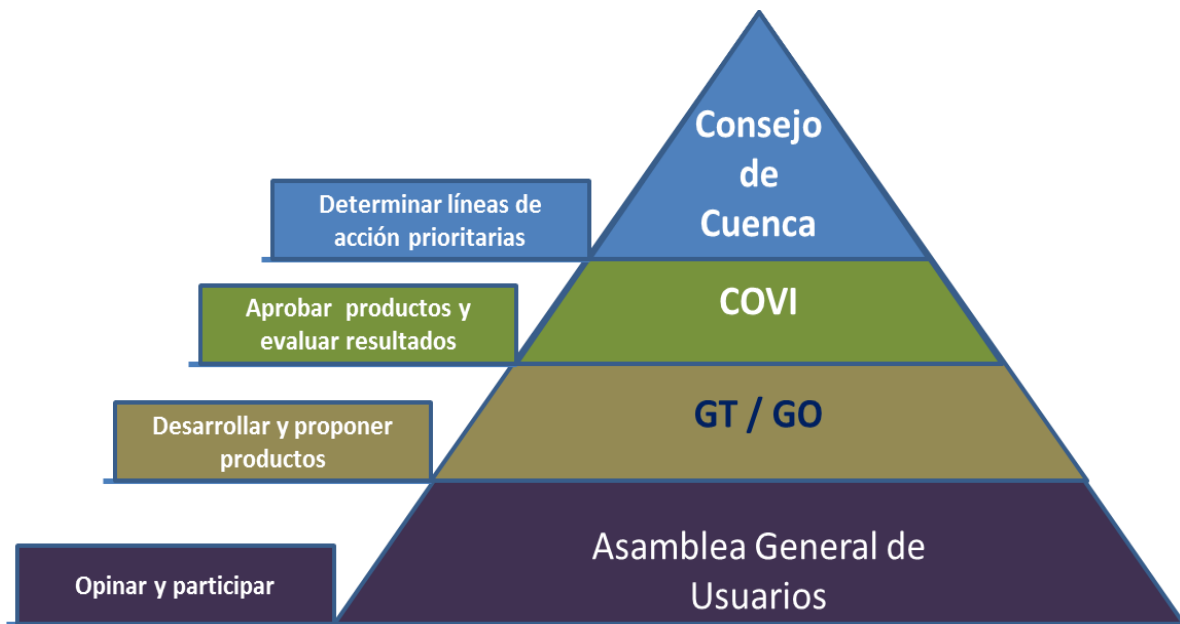 Consejo
de
Cuenca
Determinar líneas de
acción prioritarias
COVI
Aprobar productos y
evaluar resultados
GT / GO
Desarrollar y proponer
productos
Asamblea General de
Usuarios
Opinar y participar